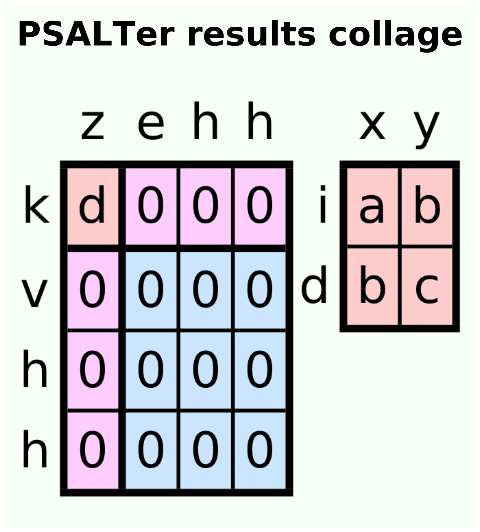 PSALTer results collage
z e h h x y
k d 0 0 0 i a b
v 0 0 0 0 d b c
h 0 0 0 0
h 0 0 0 0